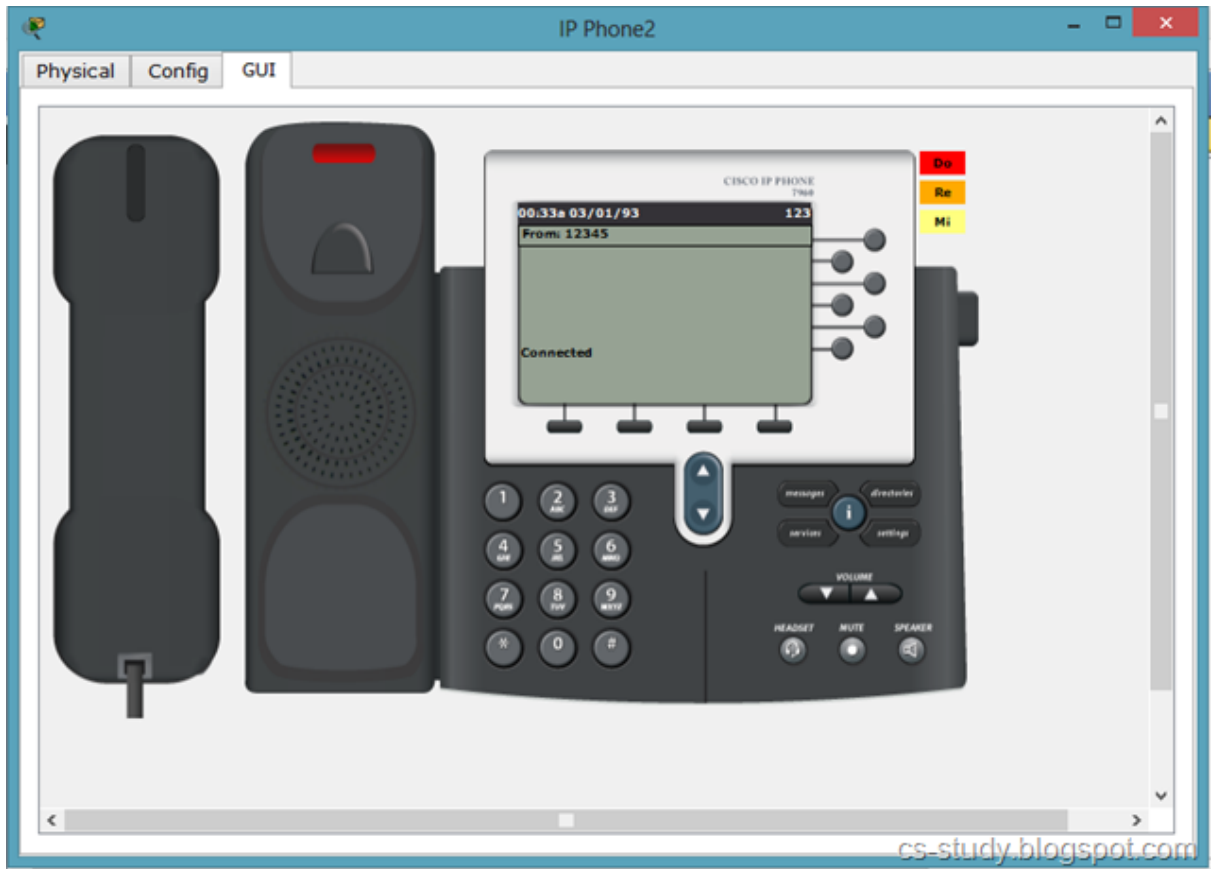 IP Phone2
Physical Config GUI
CISCO IP PHONE
7960
00:33a 03/01/93 123
From: 12345
Connected
Do
Re
Mi
1 2 ABC 3 DEF
4 GHI 5 JKL 6 MNO
7 PQRS 8 TUV 9 WXYZ
* 0 #
messages directories
i
services settings
VOLUME
HEADSET MUTE SPEAKER
cs-study.blogspot.com